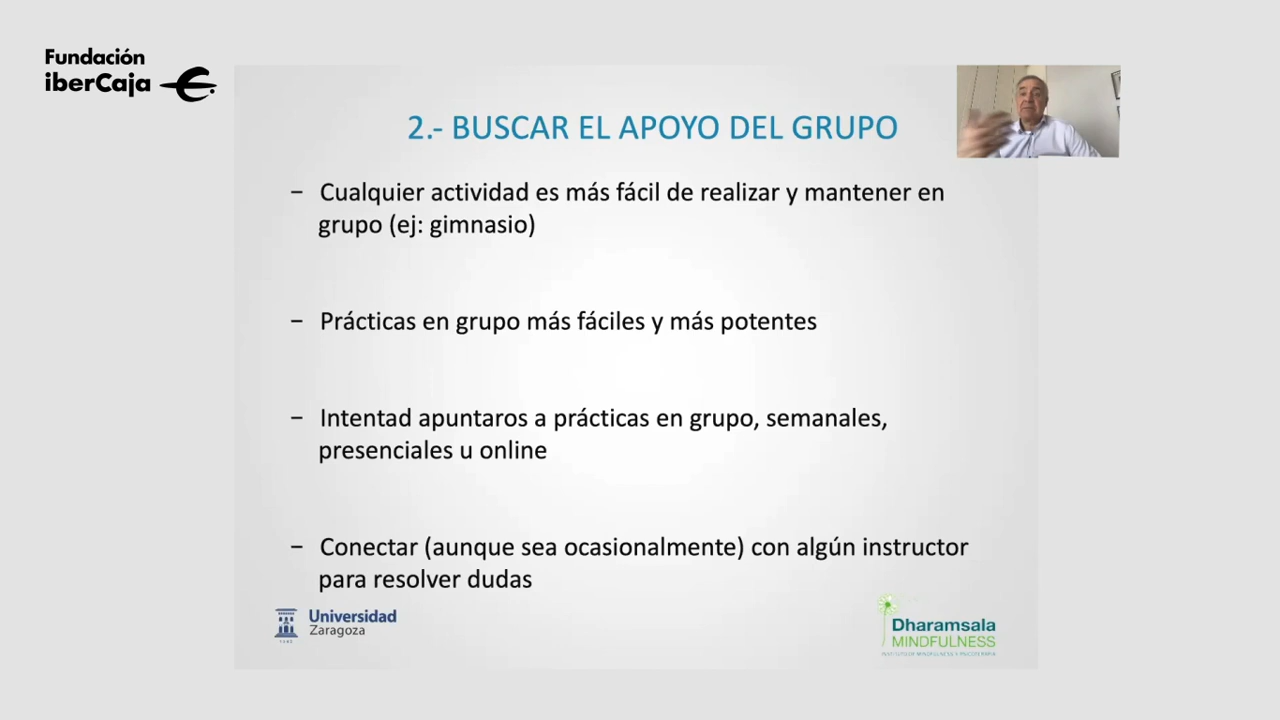 Fundación
iberCaja
2.- BUSCAR EL APOYO DEL GRUPO
− Cualquier actividad es más fácil de realizar y mantener en
grupo (ej: gimnasio)
− Prácticas en grupo más fáciles y más potentes
− Intentad apuntaros a prácticas en grupo, semanales,
presenciales u online
− Conectar (aunque sea ocasionalmente) con algún instructor
para resolver dudas
Universidad
Zaragoza
Dharamsala
MINDFULNESS